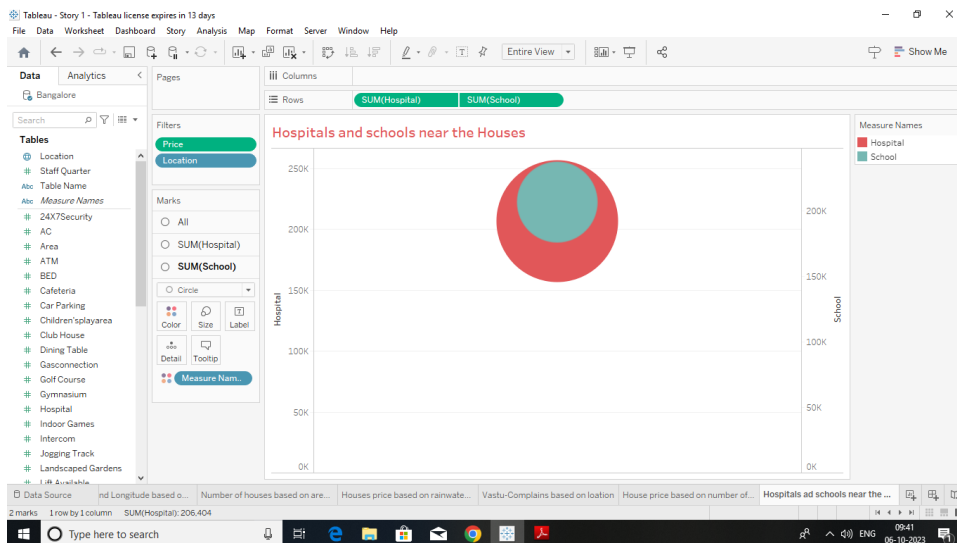 Tableau - Story 1 - Tableau license expires in 13 days
File Data Worksheet Dashboard Story Analysis Map Format Server Window Help
Entire View
Show Me
Data Analytics
Bangalore
Search
Tables
Location
Staff Quarter
Abc Table Name
Abc Measure Names
# 24X7Security
# AC
# Area
# ATM
# BED
# Cafeteria
# Car Parking
# Children'splayarea
# Club House
# Dining Table
# Gasconnection
# Golf Course
# Gymnasium
# Hospital
# Indoor Games
# Intercom
# Jogging Track
# Landscaped Gardens
# Lift Available
Pages
Filters
Price
Location
Marks
All
SUM(Hospital)
SUM(School)
Circle
Color Size Label
Detail Tooltip
Measure Nam..
Columns
Rows SUM(Hospital) SUM(School)
Hospitals and schools near the Houses
250K
200K
150K
100K
50K
0K
Hospital
200K
150K
100K
50K
0K
School
Measure Names
Hospital
School
Data Source nd Longitude based o... Number of houses based on are... Houses price based on rainwate... Vastu-Complains based on loation House price based on number of... Hospitals ad schools near the ...
2 marks 1 row by 1 column SUM(Hospital): 206,404
Type here to search
ENG
09:41
06-10-2023